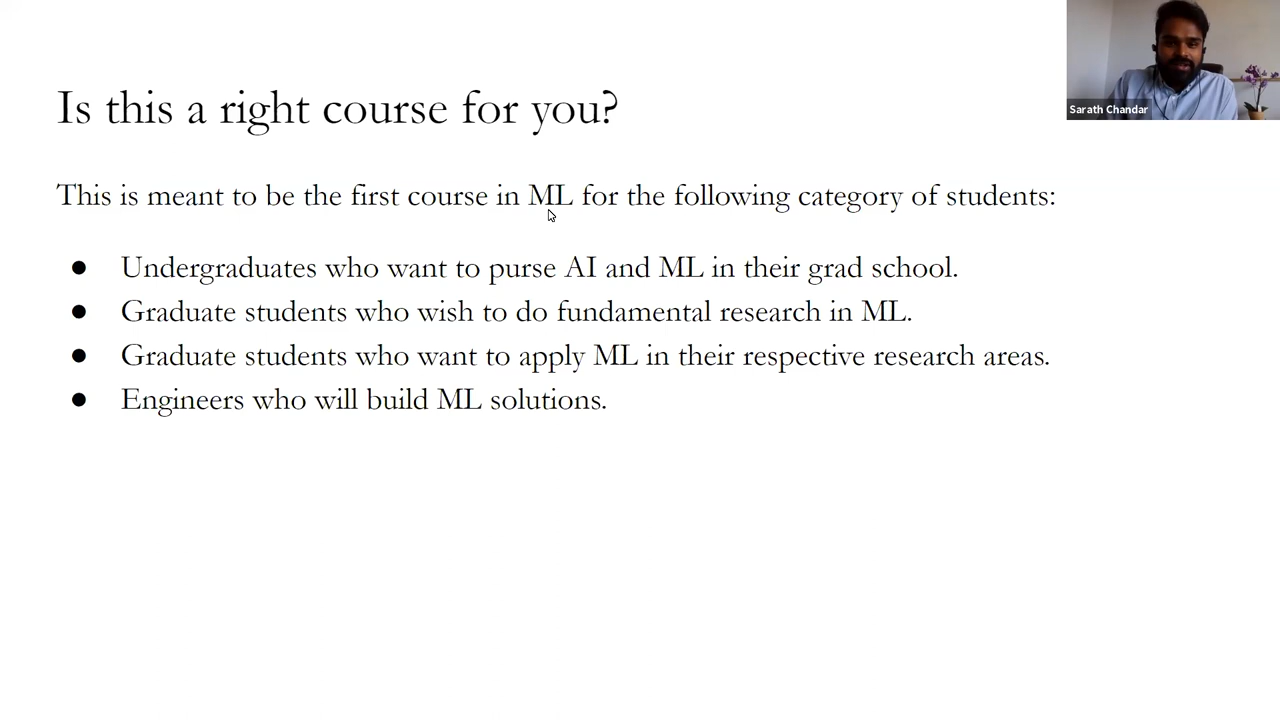 Is this a right course for you?
Sarath Chandar
This is meant to be the first course in ML for the following category of students:
● Undergraduates who want to purse AI and ML in their grad school.
● Graduate students who wish to do fundamental research in ML.
● Graduate students who want to apply ML in their respective research areas.
● Engineers who will build ML solutions.